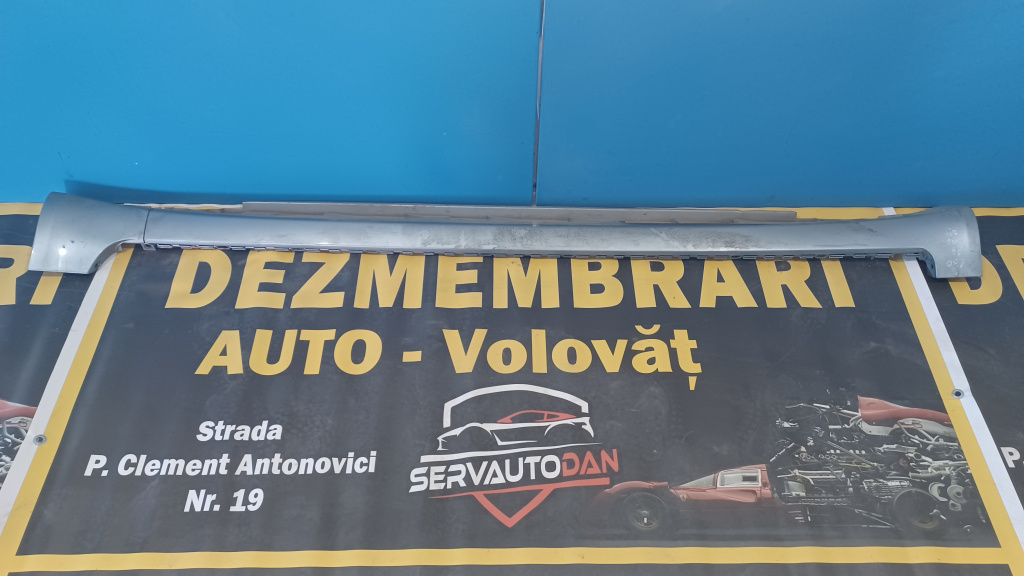 DEZMEMBRARI
AUTO - Volovăț
Strada
P. Clement Antonovici
Nr. 19
SERVAUTODAN